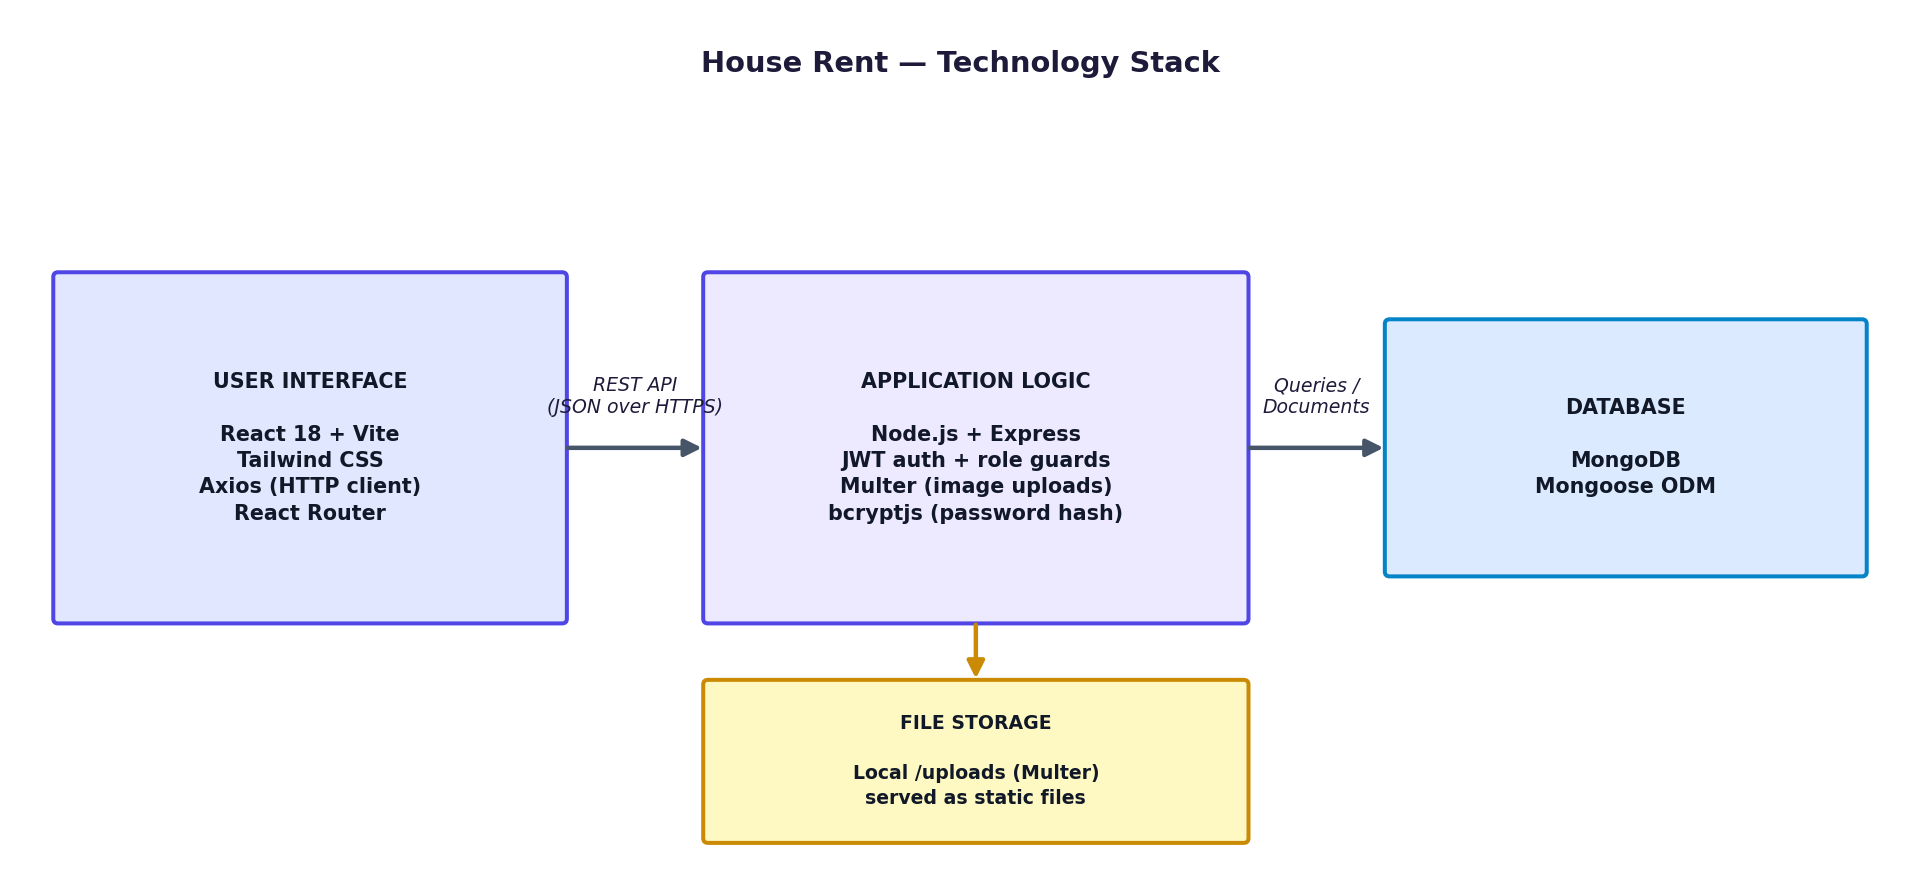 House Rent — Technology Stack
USER INTERFACE
React 18 + Vite
Tailwind CSS
Axios (HTTP client)
React Router
REST API
(JSON over HTTPS)
APPLICATION LOGIC
Node.js + Express
JWT auth + role guards
Multer (image uploads)
bcryptjs (password hash)
Queries /
Documents
DATABASE
MongoDB
Mongoose ODM
FILE STORAGE
Local /uploads (Multer)
served as static files